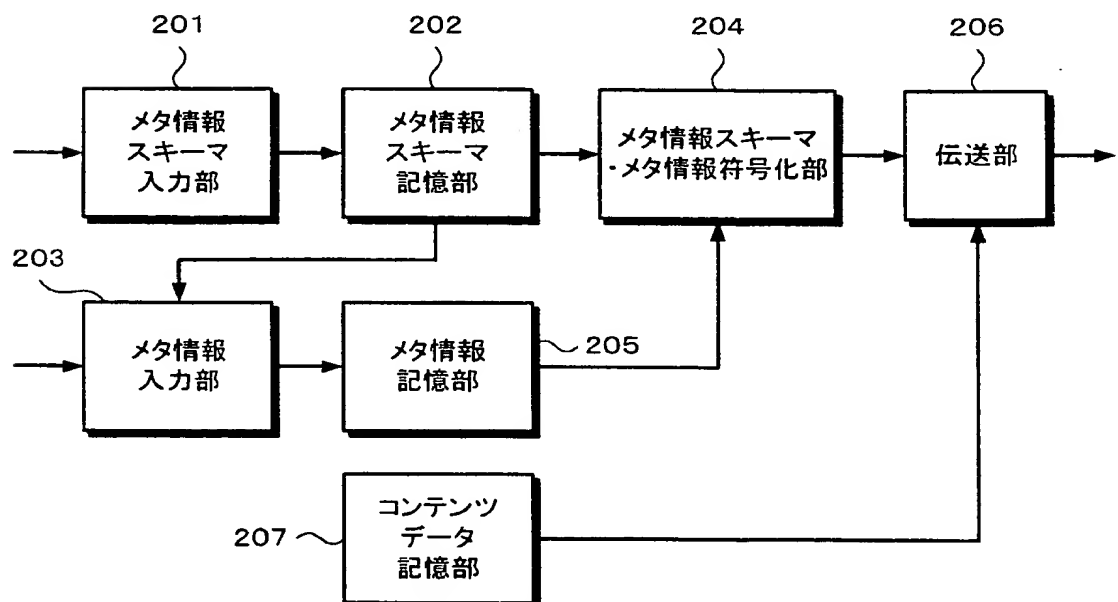 201
202
204
206
メタ情報
スキーマ
入力部
メタ情報
スキーマ
記憶部
メタ情報スキーマ
・メタ情報符号化部
伝送部
203
メタ情報
入力部
メタ情報
記憶部
205
207
コンテンツ
データ
記憶部